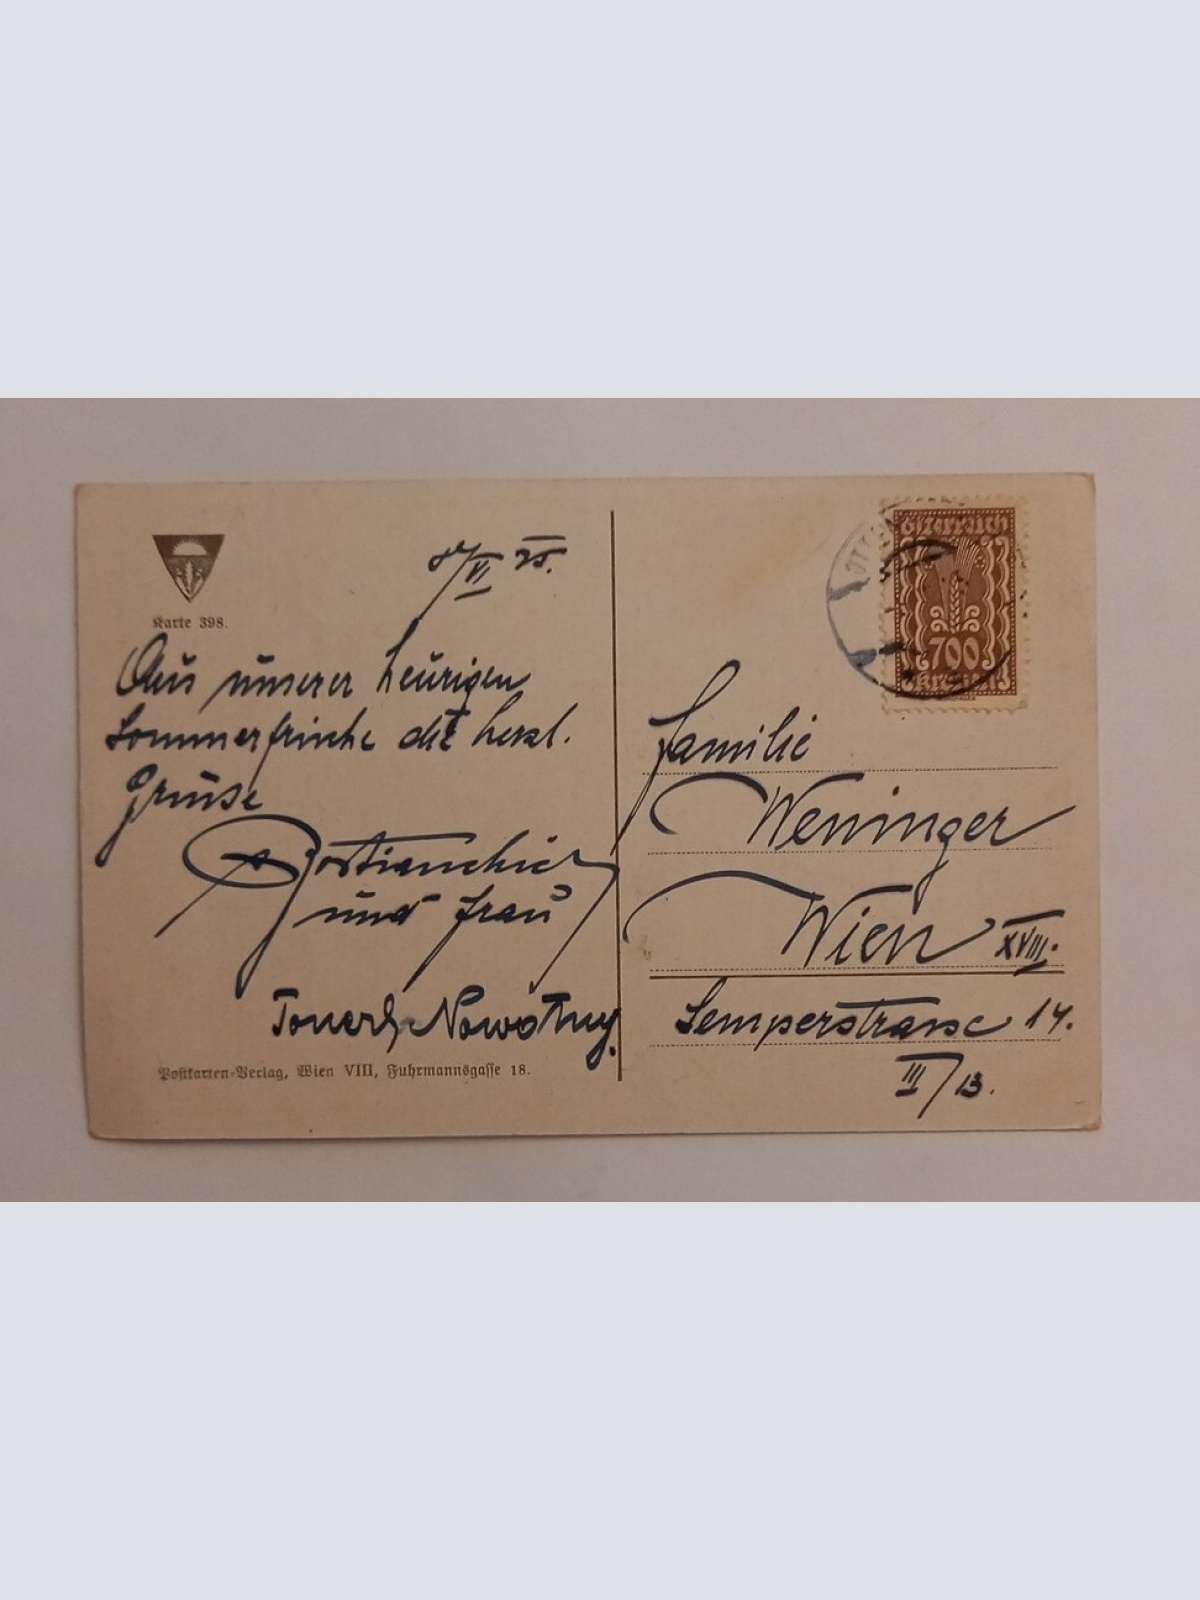 Karte 398.
VI 25.
Aus unserer heurigen
Sommerfrische die herzl.
Grüsse
und Frau
Nowotny.
Postkarten-Verlag, Wien VIII, Fuhrmannsgasse 18.
Österreich
700
Kronen
Familie
Weninger
Wien XVIII.
Semperstrasse 14.
III/13.